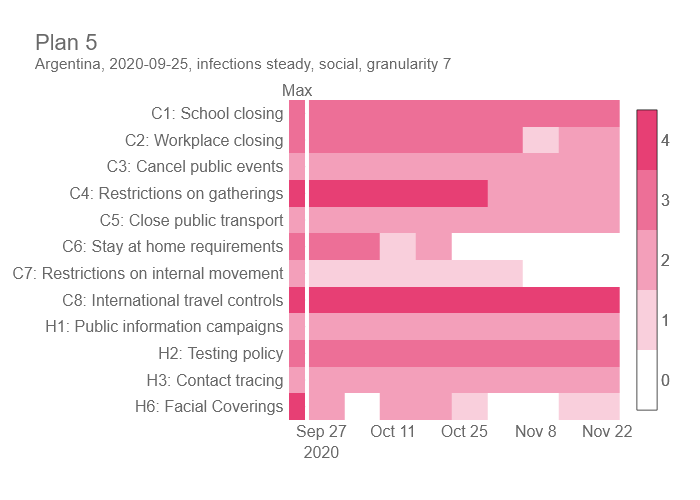 Plan 5
Argentina, 2020-09-25, infections steady, social, granularity 7
Max
C1: School closing
C2: Workplace closing
C3: Cancel public events
C4: Restrictions on gatherings
C5: Close public transport
C6: Stay at home requirements
C7: Restrictions on internal movement
C8: International travel controls
H1: Public information campaigns
H2: Testing policy
H3: Contact tracing
H6: Facial Coverings
Sep 27 Oct 11 Oct 25 Nov 8 Nov 22
2020
4
3
2
1
0